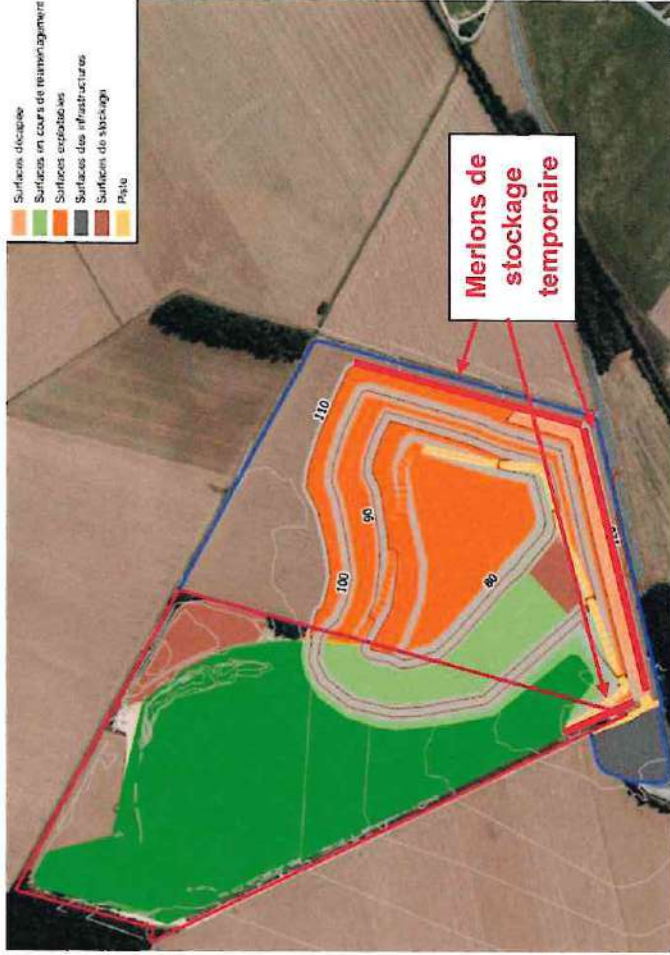 Surfaces décapée
Surfaces en cours de réaménagement
Surfaces exploitables
Surfaces des infrastructures
Surfaces de stockage
Piste
Merlons de
stockage
temporaire
110
100
90
80